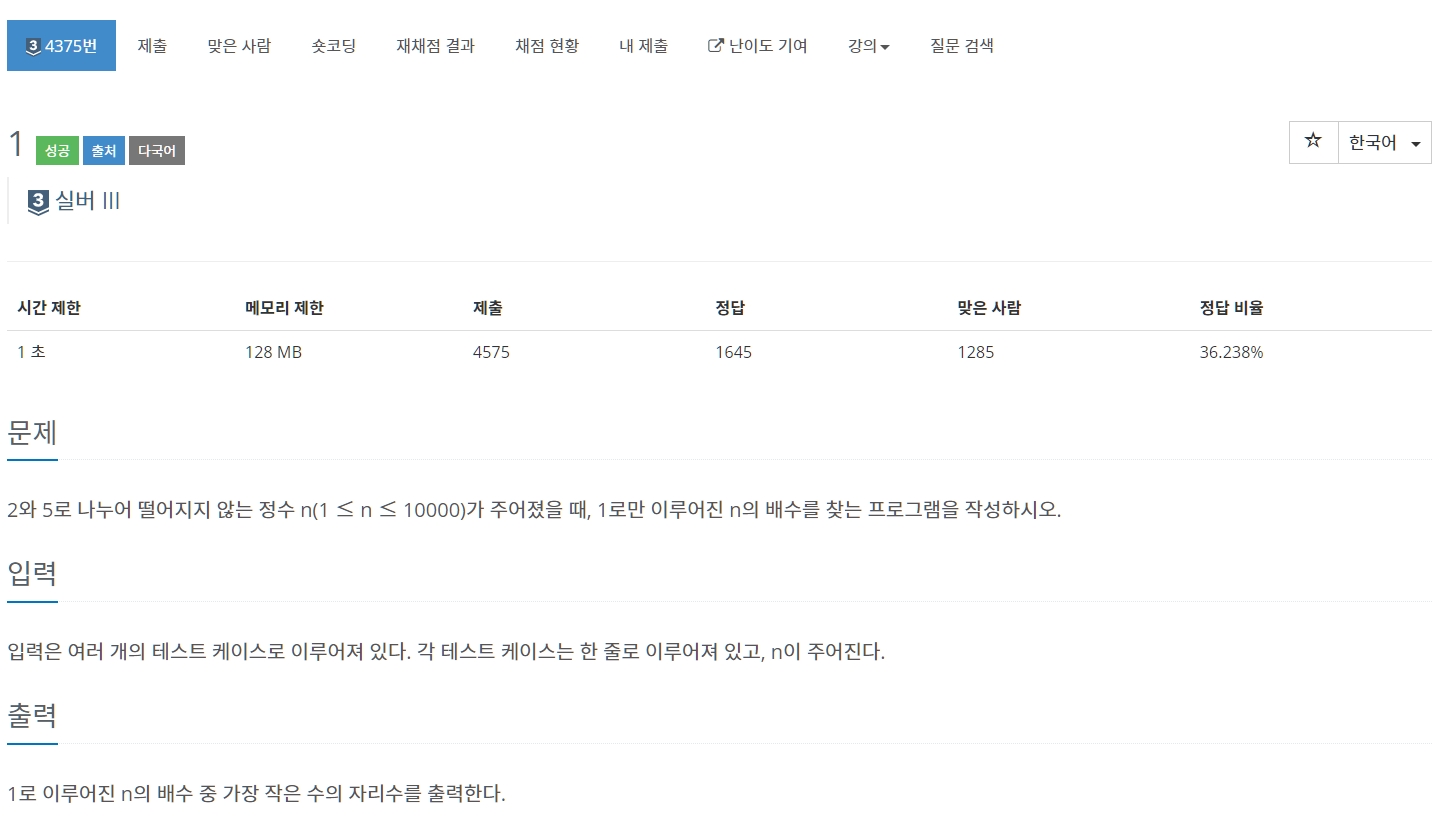 3 4375번 제출 맞은 사람 숏코딩 재채점 결과 채점 현황 내 제출 난이도 기여 강의 질문 검색
1 성공 출처 다국어 한국어
3 실버 III
시간 제한 메모리 제한 제출 정답 맞은 사람 정답 비율
1 초 128 MB 4575 1645 1285 36.238%
문제
2와 5로 나누어 떨어지지 않는 정수 n(1 ≤ n ≤ 10000)가 주어졌을 때, 1로만 이루어진 n의 배수를 찾는 프로그램을 작성하시오.
입력
입력은 여러 개의 테스트 케이스로 이루어져 있다. 각 테스트 케이스는 한 줄로 이루어져 있고, n이 주어진다.
출력
1로 이루어진 n의 배수 중 가장 작은 수의 자리수를 출력한다.